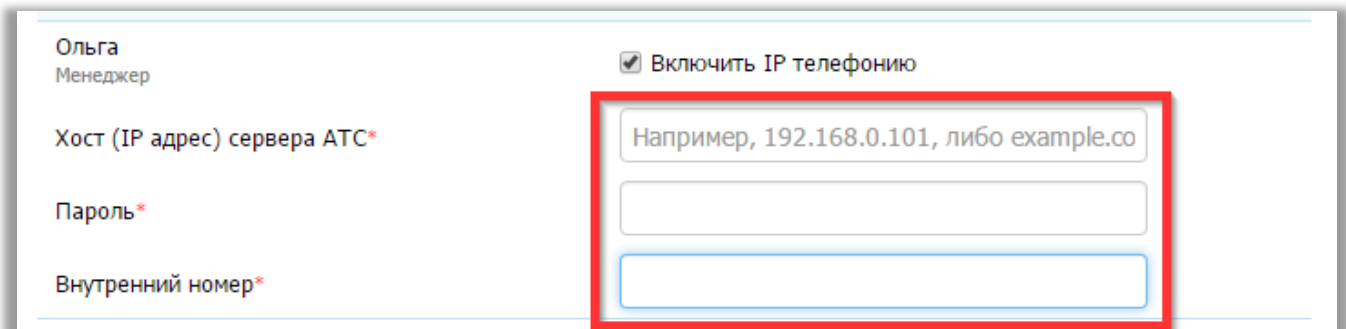 Ольга
Менеджер
Включить IP телефонию
Хост (IP адрес) сервера АТС*
Например, 192.168.0.101, либо example.co
Пароль*
Внутренний номер*